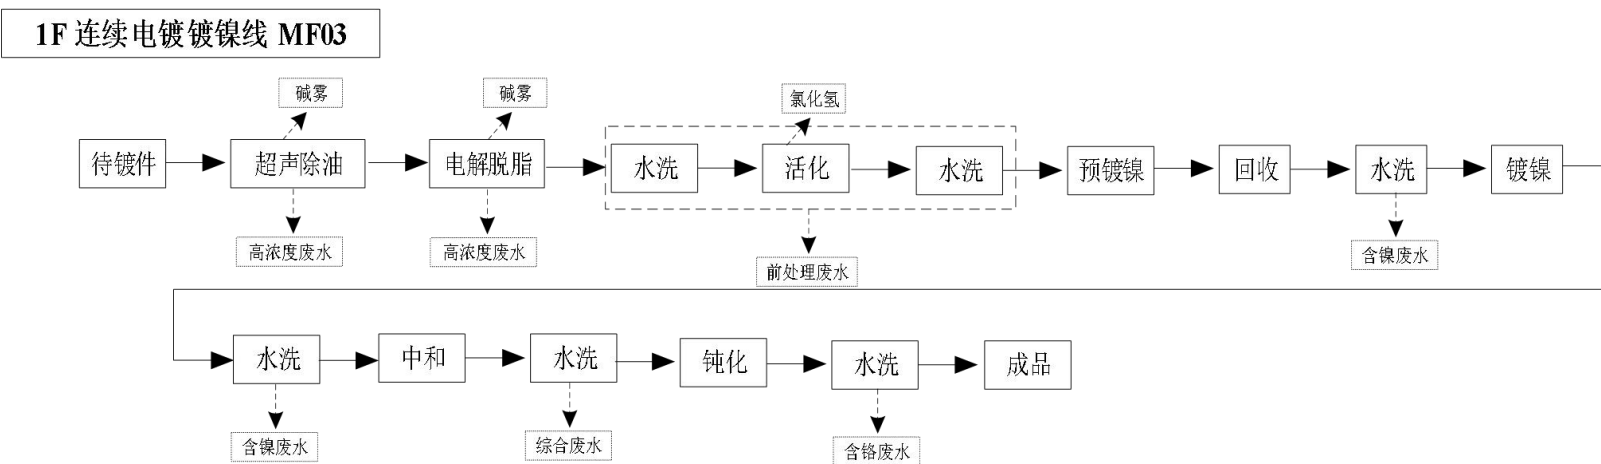 1F 连续电镀镀镍线 MF03
碱雾
碱雾
氯化氢
待镀件
超声除油
电解脱脂
水洗
活化
水洗
预镀镍
回收
水洗
镀镍
高浓度废水
高浓度废水
前处理废水
含镍废水
水洗
中和
水洗
钝化
水洗
成品
含镍废水
综合废水
含铬废水